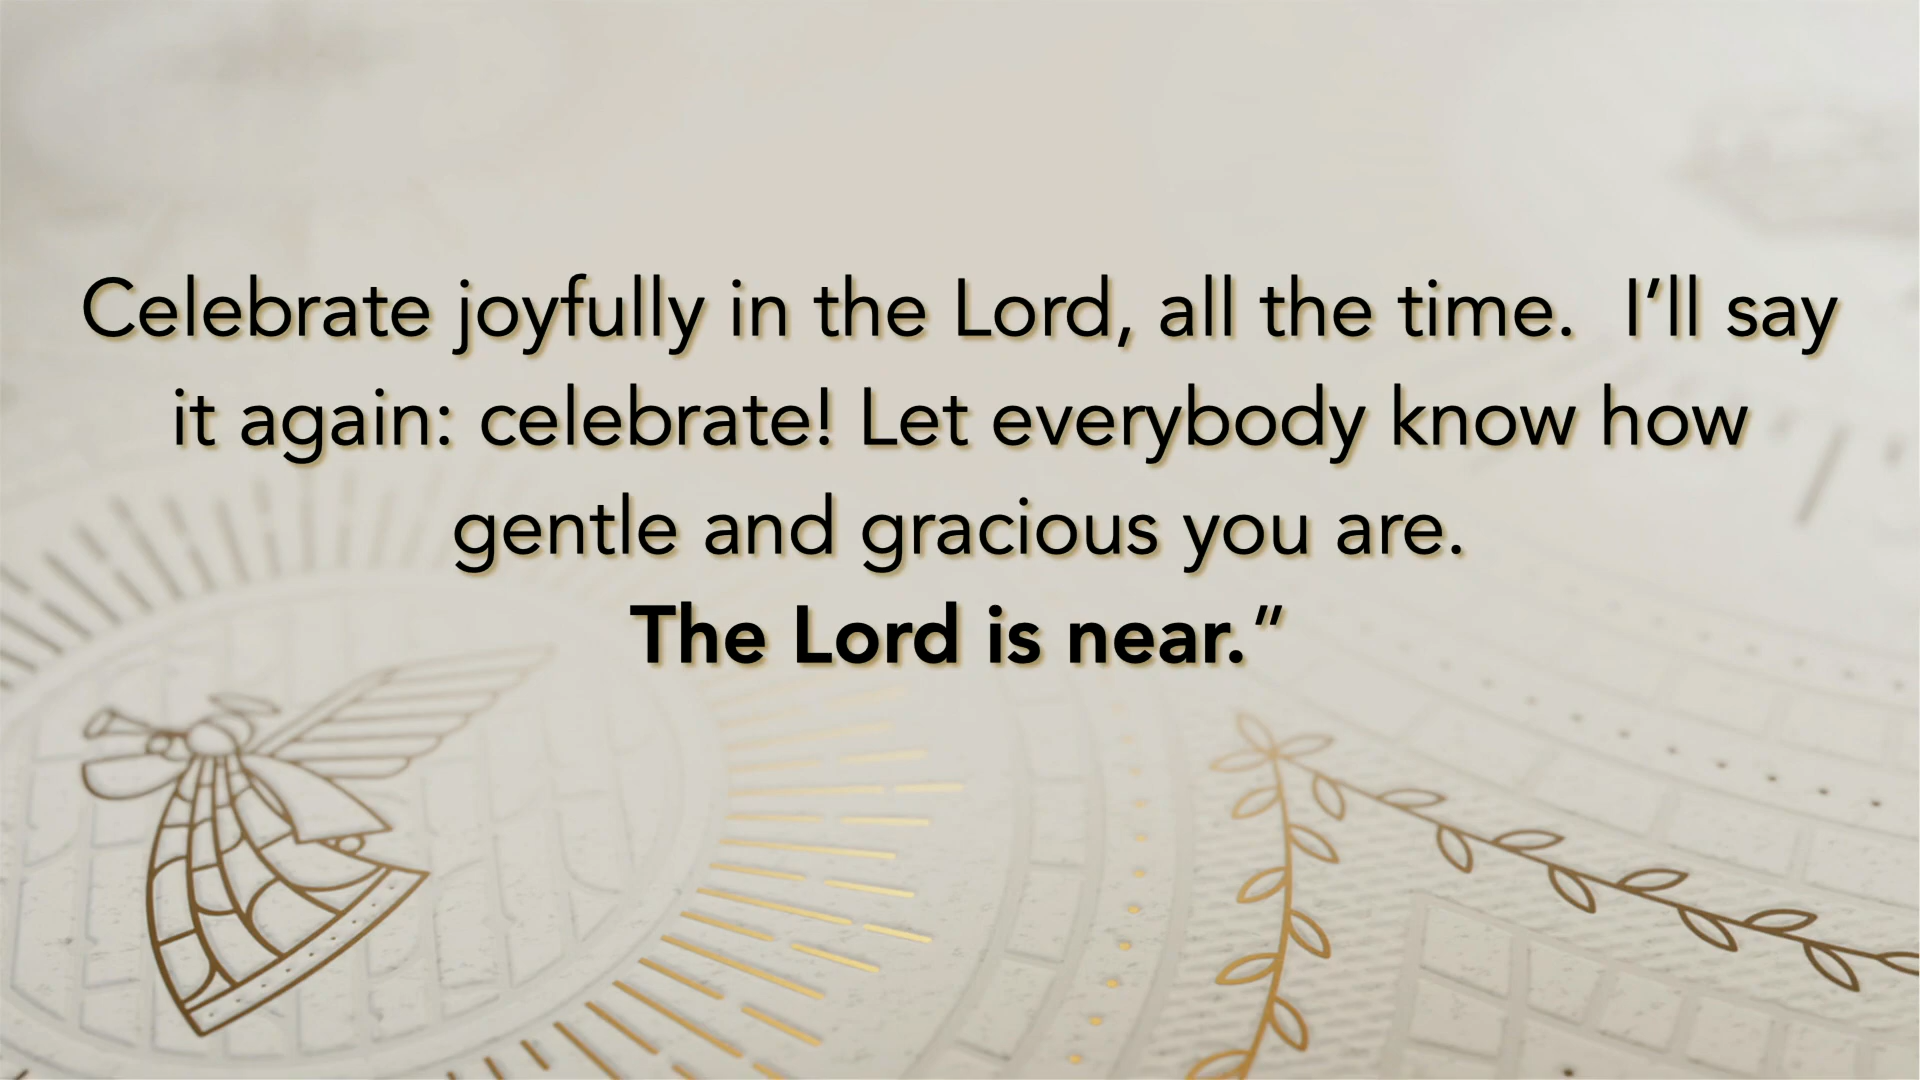 Celebrate joyfully in the Lord, all the time.  I’ll say
it again: celebrate! Let everybody know how
gentle and gracious you are.
The Lord is near.”